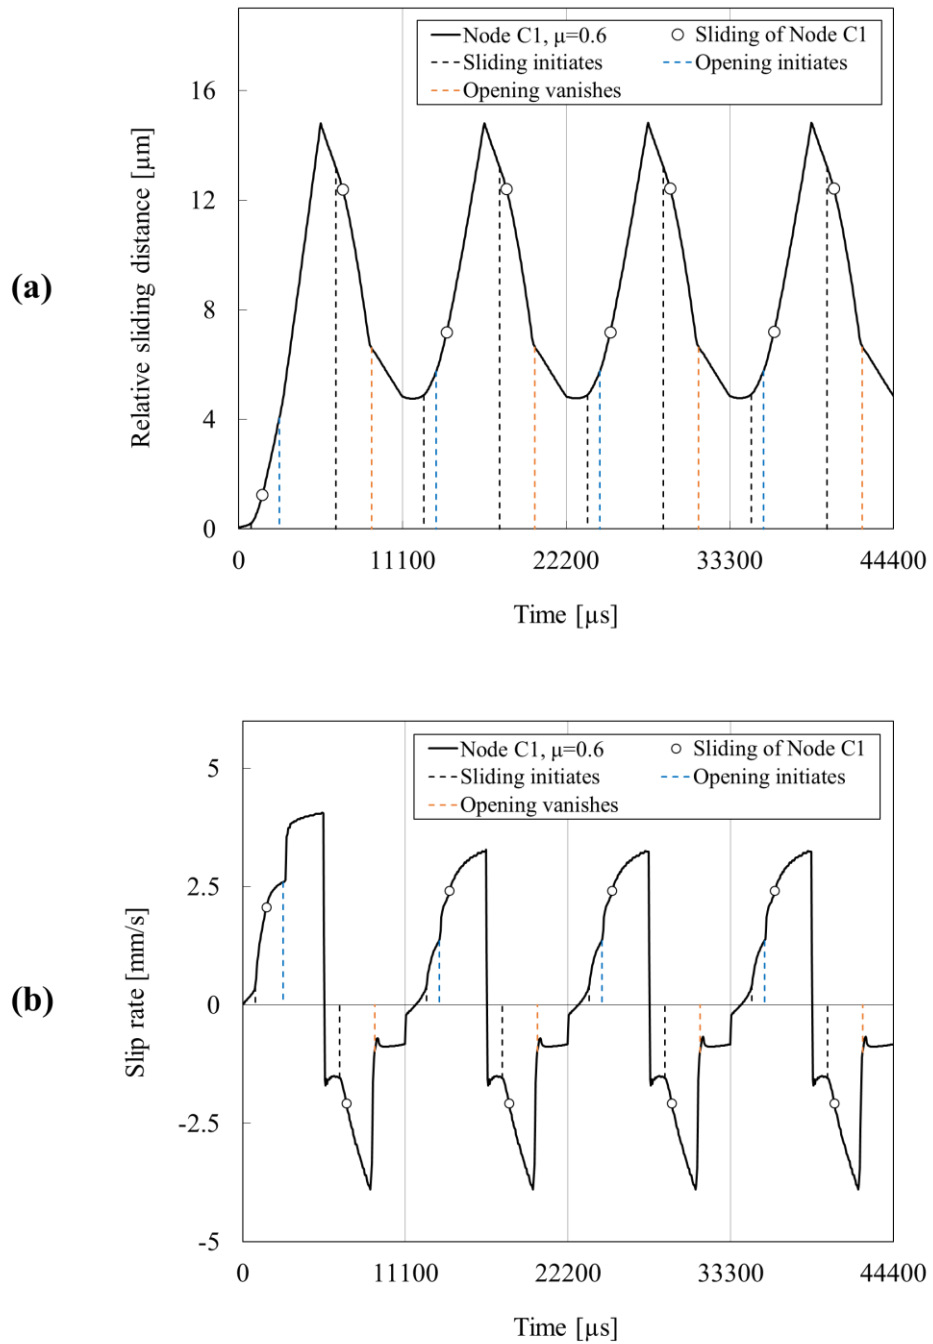 (a)
Relative sliding distance [µm]
16
12
8
4
0
Node C1, µ=0.6
Sliding of Node C1
Sliding initiates
Opening initiates
Opening vanishes
0 11100 22200 33300 44400
Time [µs]
(b)
Slip rate [mm/s]
5
2.5
0
-2.5
-5
Node C1, µ=0.6
Sliding of Node C1
Sliding initiates
Opening initiates
Opening vanishes
0 11100 22200 33300 44400
Time [µs]